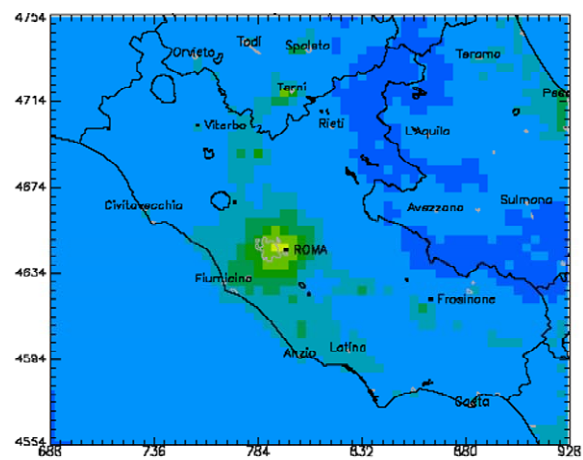 4754
Orvieto
Todi
Spoleto
Teramo
Terni
Pesc
4714
Viterbo
Rieti
L'Aquila
4674
Civitavecchia
Avezzano
Sulmona
ROMA
4634
Fiumicino
Frosinone
4594
Anzio
Latina
Gaeta
4554
688
736
784
832
880
928